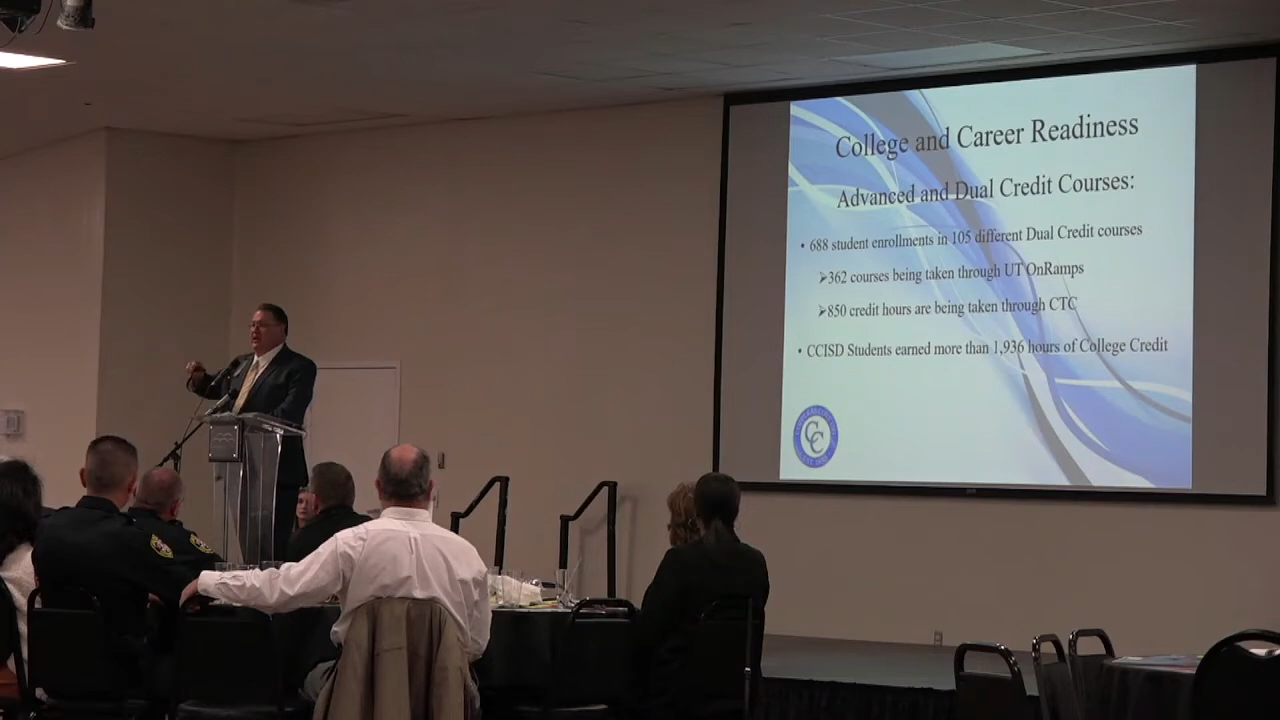 College and Career Readiness
Advanced and Dual Credit Courses:
• 688 student enrollments in 105 different Dual Credit courses
➢362 courses being taken through UT OnRamps
➢850 credit hours are being taken through CTC
• CCISD Students earned more than 1,936 hours of College Credit
CC